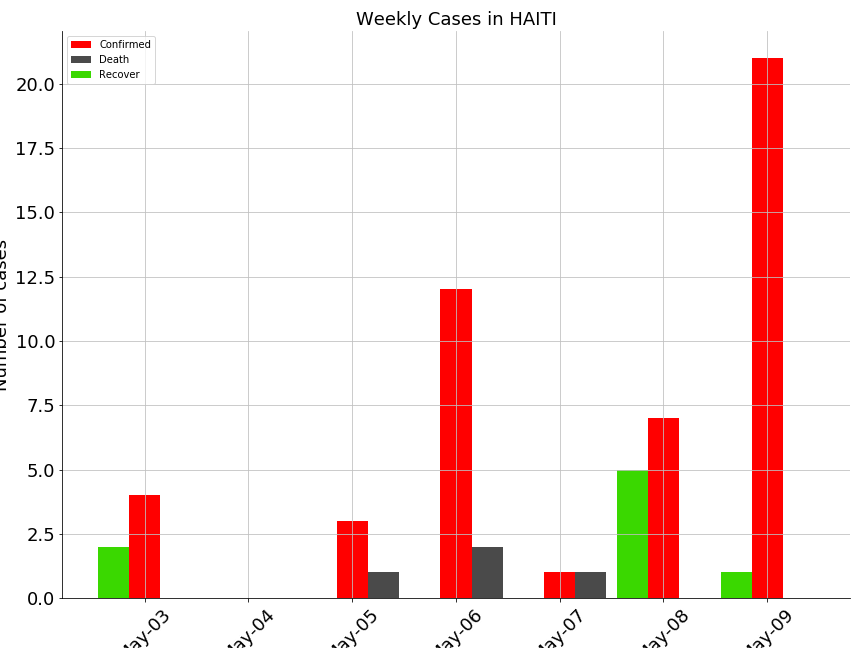 Weekly Cases in HAITI
Confirmed
Death
Recover
20.0
17.5
15.0
12.5
10.0
7.5
5.0
2.5
0.0
Number of cases
May-03
May-04
May-05
May-06
May-07
May-08
May-09